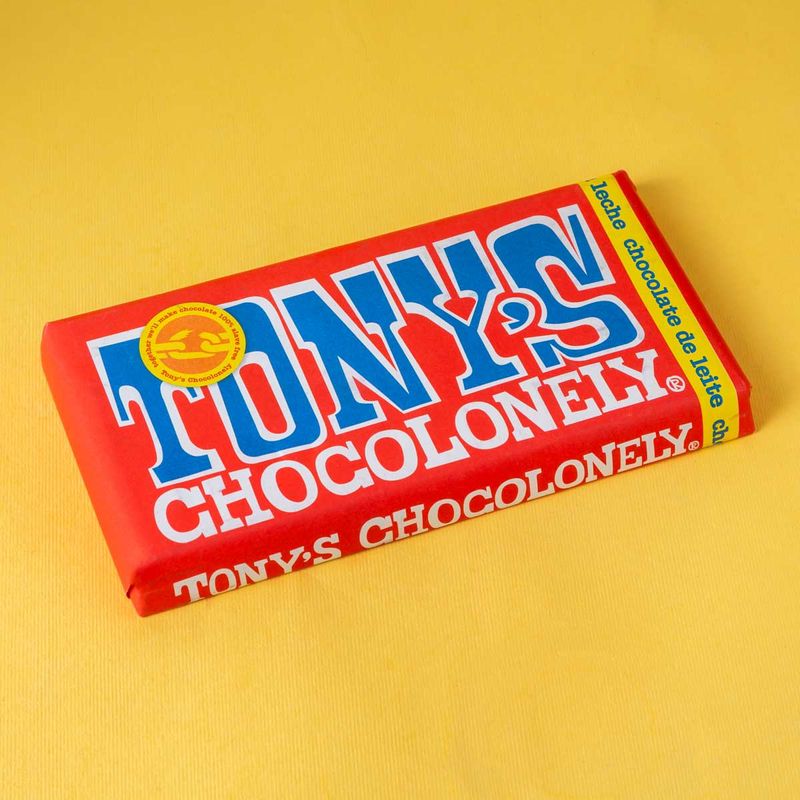 TONY'S
CHOCOLONELY®
together we'll make chocolate 100% slave free
Tony's Chocolonely
leche chocolate de leite
TONY'S CHOCOLONELY®